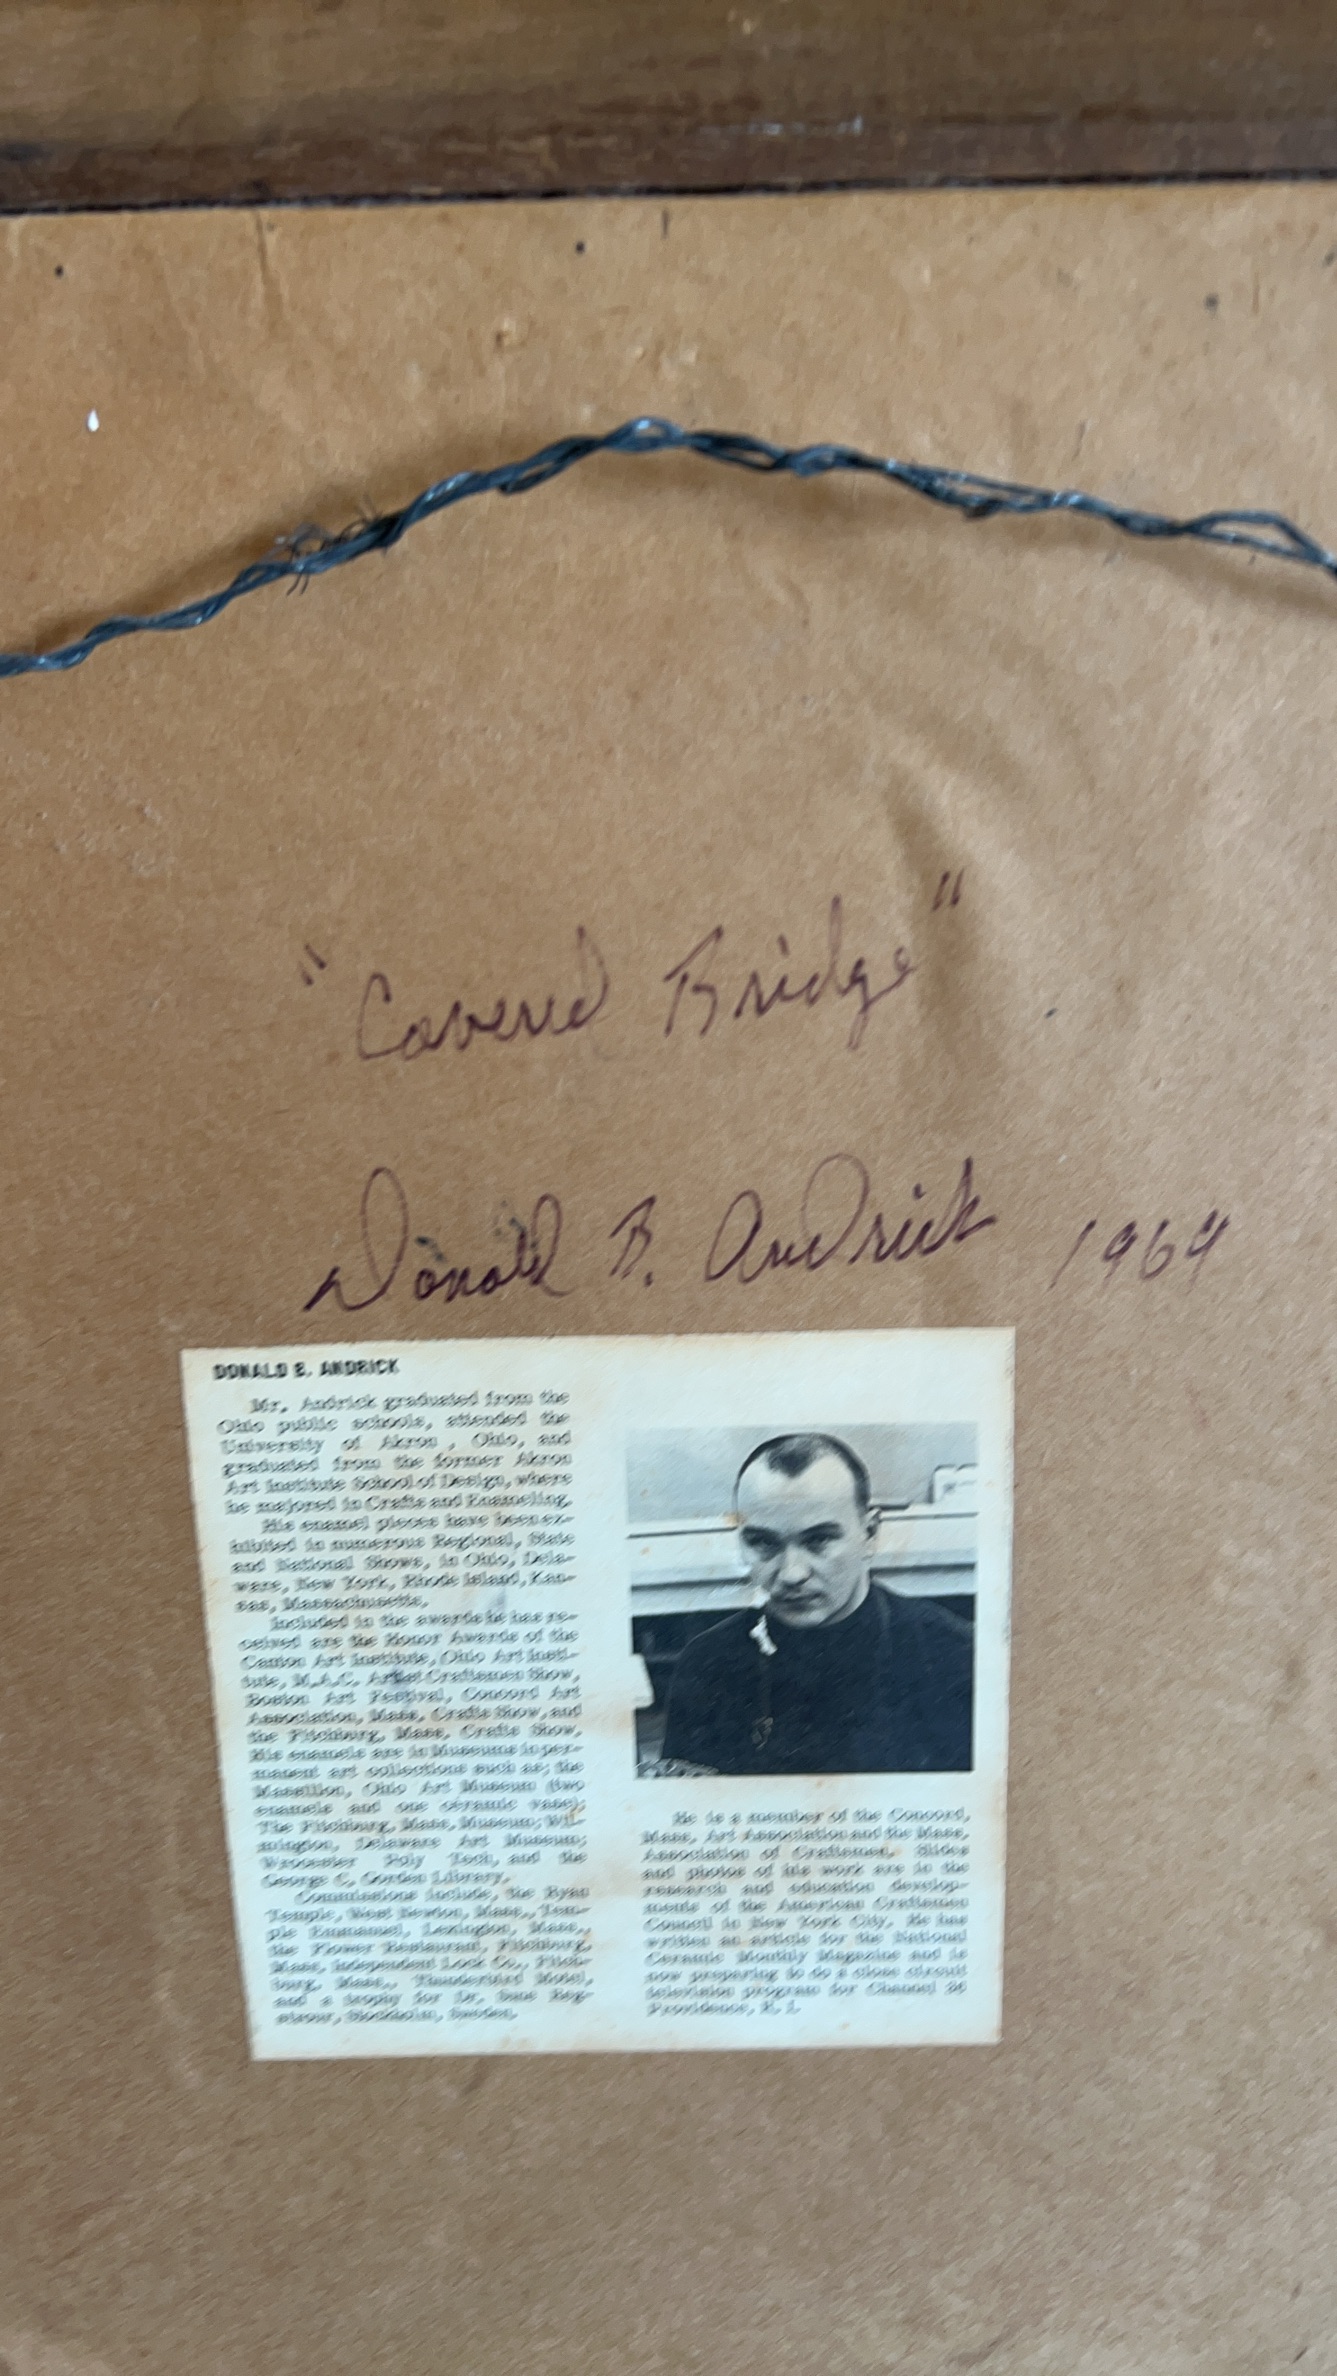 "Covered Bridge"
Donald B. Andrick 1964
DONALD B. ANDRICK
Mr. Andrick graduated from the
Ohio public schools, attended the
University of Akron , Ohio, and
graduated from the former Akron
Art Institute School of Design, where
he majored in Crafts and Enameling.
His enamel pieces have been ex-
hibited in numerous Regional, State
and National Shows, in Ohio, Dela-
ware, New York, Rhode Island, Kan-
sas, Massachusetts.
Included in the awards he has re-
ceived are the Honor Awards of the
Canton Art Institute, Ohio Art Insti-
tute, M.A.C. Artist Craftsmen Show,
Boston Art Festival, Concord Art
Association, Mass. Crafts Show, and
the Fitchburg, Mass. Crafts Show.
His enamels are in Museums in per-
manent art collections such as; the
Massillon, Ohio Art Museum (two
enamels and one ceramic vase);
The Fitchburg, Mass. Museum; Wil-
mington, Delaware Art Museum;
Worcester Poly Tech, and the
George C. Gordon Library.
Commissions include, the Ryan
Temple, West Newton, Mass., Tem-
ple Emmanuel, Lexington, Mass.,
the Flower Restaurant, Fitchburg,
Mass. Independent Lock Co., Fitch-
burg, Mass., Thunderbird Motel,
and a trophy for Dr.
Stockholm, Sweden.
He is a member of the Concord,
Mass. Art Association and the Mass.
Association of Craftsmen. Slides
and photos of his work are in the
research and education develop-
ments of the American Craftsmen
Council in New York City. He has
written an article for the National
Ceramic Monthly Magazine and is
now preparing to do a close circuit
television program for Channel 36
Providence, R. I.